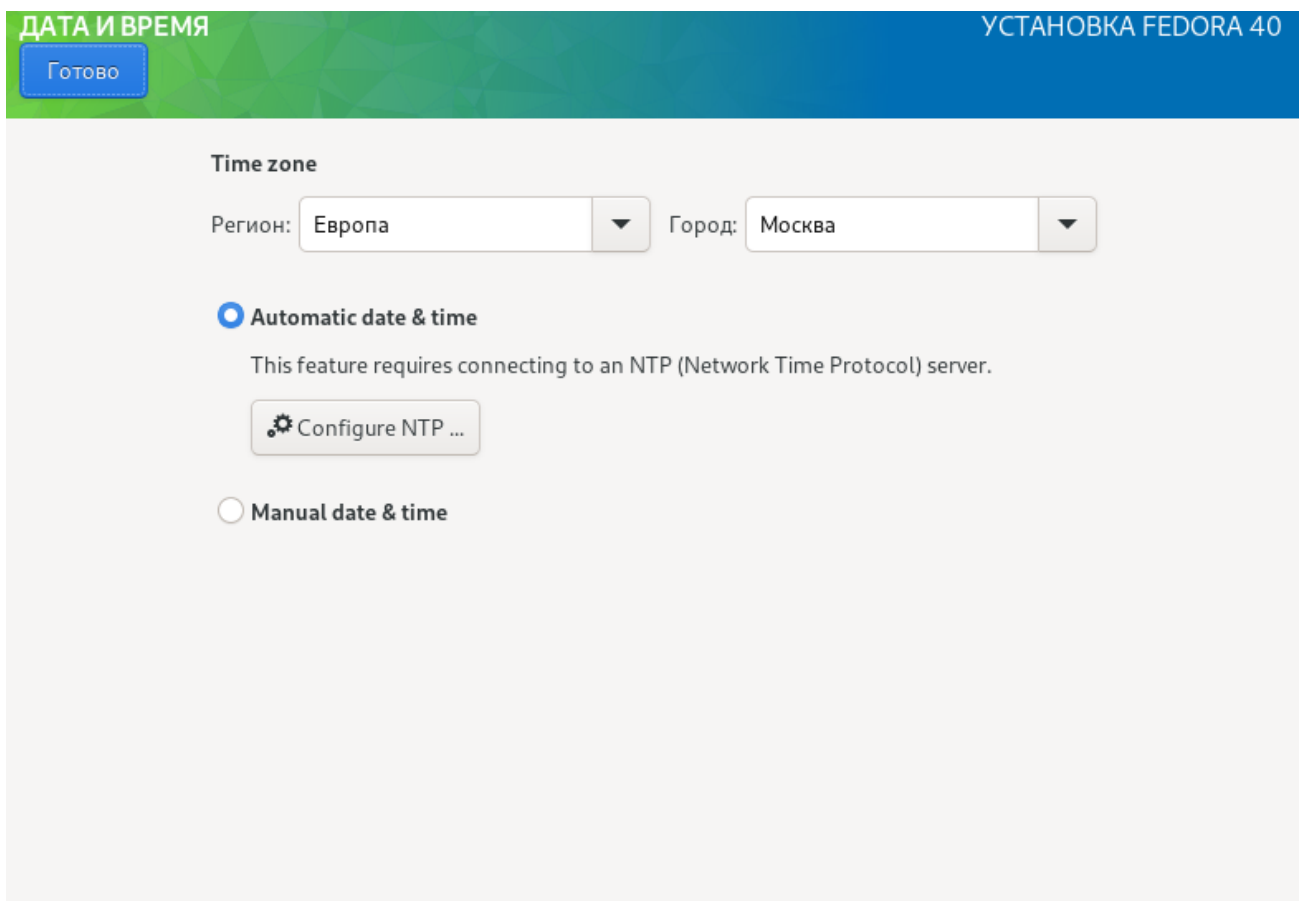 ДАТА И ВРЕМЯ
УСТАНОВКА FEDORA 40
Готово
Time zone
Регион: Европа Город: Москва
Automatic date & time
This feature requires connecting to an NTP (Network Time Protocol) server.
Configure NTP ...
Manual date & time